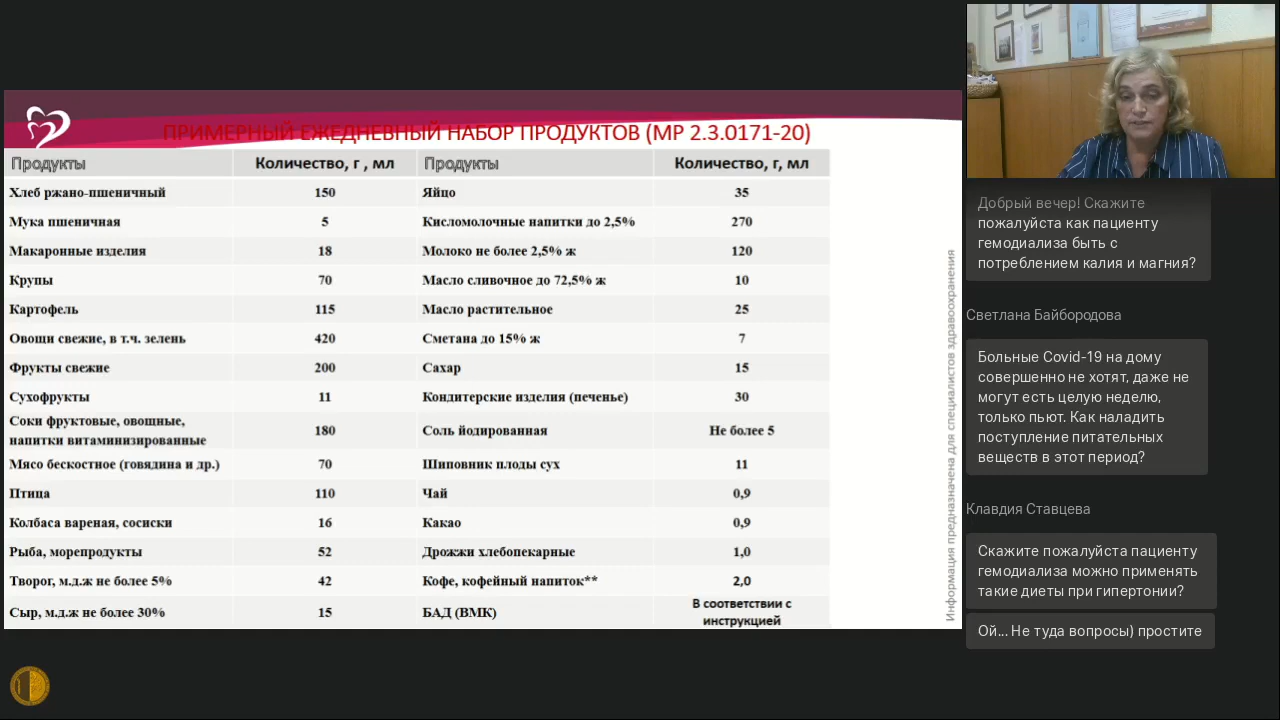 ПРИМЕРНЫЙ ЕЖЕДНЕВНЫЙ НАБОР ПРОДУКТОВ (МР 2.3.0171-20)
Продукты Количество, г , мл Продукты Количество, г, мл
Хлеб ржано-пшеничный 150 Яйцо 35
Мука пшеничная 5 Кисломолочные напитки до 2,5% 270
Макаронные изделия 18 Молоко не более 2,5% ж 120
Крупы 70 Масло сливочное до 72,5% ж 10
Картофель 115 Масло растительное 25
Овощи свежие, в т.ч. зелень 420 Сметана до 15% ж 7
Фрукты свежие 200 Сахар 15
Сухофрукты 11 Кондитерские изделия (печенье) 30
Соки фруктовые, овощные,
напитки витаминизированные 180 Соль йодированная Не более 5
Мясо бескостное (говядина и др.) 70 Шиповник плоды сух 11
Птица 110 Чай 0,9
Колбаса вареная, сосиски 16 Какао 0,9
Рыба, морепродукты 52 Дрожжи хлебопекарные 1,0
Творог, м.д.ж не более 5% 42 Кофе, кофейный напиток** 2,0
Сыр, м.д.ж не более 30% 15 БАД (ВМК) В соответствии с
инструкцией
Информация предназначена для специалистов здравоохранения
Добрый вечер! Скажите
пожалуйста как пациенту
гемодиализа быть с
потреблением калия и магния?
Светлана Байбородова
Больные Covid-19 на дому
совершенно не хотят, даже не
могут есть целую неделю,
только пьют. Как наладить
поступление питательных
веществ в этот период?
Клавдия Ставцева
Скажите пожалуйста пациенту
гемодиализа можно применять
такие диеты при гипертонии?
Ой... Не туда вопросы) простите